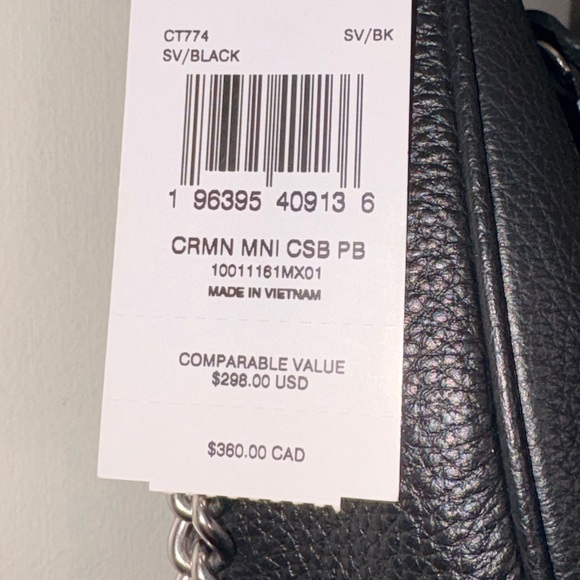 CT774 SV/BK
SV/BLACK
1 96395 40913 6
CRMN MNI CSB PB
10011161MX01
MADE IN VIETNAM
COMPARABLE VALUE
$298.00 USD
$360.00 CAD